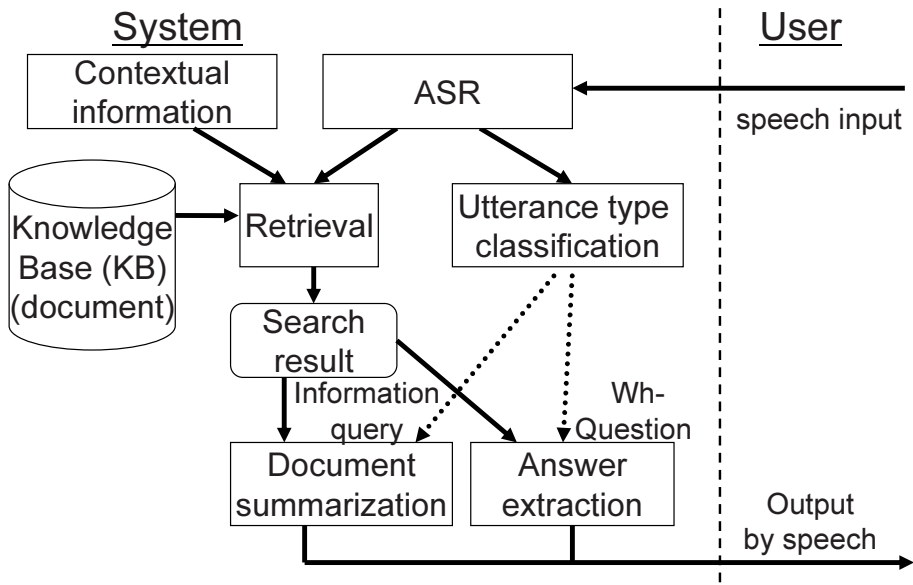 System
User
Contextual
information
ASR
speech input
Knowledge
Base (KB)
(document)
Retrieval
Utterance type
classification
Search
result
Information
query
Wh-
Question
Document
summarization
Answer
extraction
Output
by speech